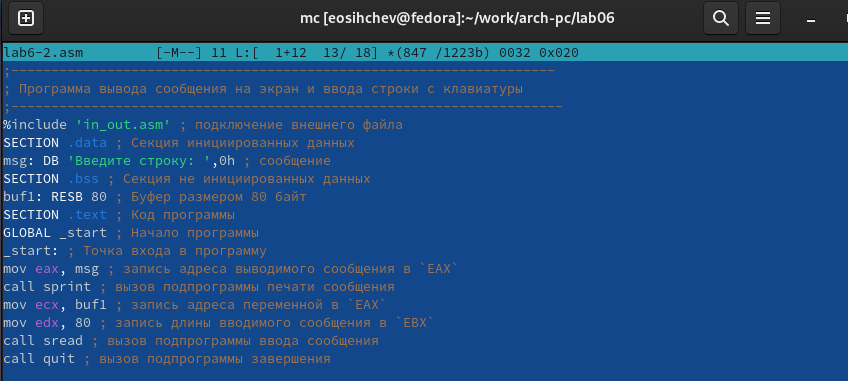 mc [eosihchev@fedora]:~/work/arch-pc/lab06
lab6-2.asm [-M--] 11 L:[ 1+12 13/ 18] *(847 /1223b) 0032 0x020
;--------------------------------------------------------------------
; Программа вывода сообщения на экран и ввода строки с клавиатуры
;---------------------------------------------------------------------
%include 'in_out.asm' ; подключение внешнего файла
SECTION .data ; Секция инициированных данных
msg: DB 'Введите строку: ',0h ; сообщение
SECTION .bss ; Секция не инициированных данных
buf1: RESB 80 ; Буфер размером 80 байт
SECTION .text ; Код программы
GLOBAL _start ; Начало программы
_start: ; Точка входа в программу
mov eax, msg ; запись адреса выводимого сообщения в `EAX`
call sprint ; вызов подпрограммы печати сообщения
mov ecx, buf1 ; запись адреса переменной в `EAX`
mov edx, 80 ; запись длины вводимого сообщения в `EBX`
call sread ; вызов подпрограммы ввода сообщения
call quit ; вызов подпрограммы завершения